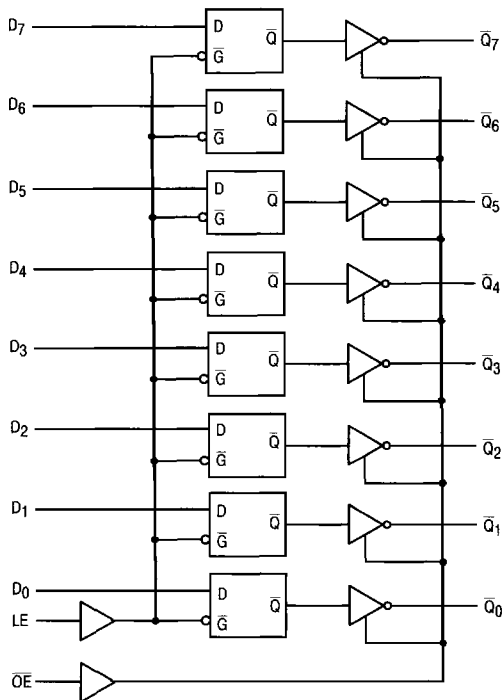 D7 D Q̅ Q̅7
G̅
D6 D Q̅ Q̅6
G̅
D5 D Q̅ Q̅5
G̅
D4 D Q̅ Q̅4
G̅
D3 D Q̅ Q̅3
G̅
D2 D Q̅ Q̅2
G̅
D1 D Q̅ Q̅1
G̅
D0 D Q̅ Q̅0
LE G̅
O̅E̅